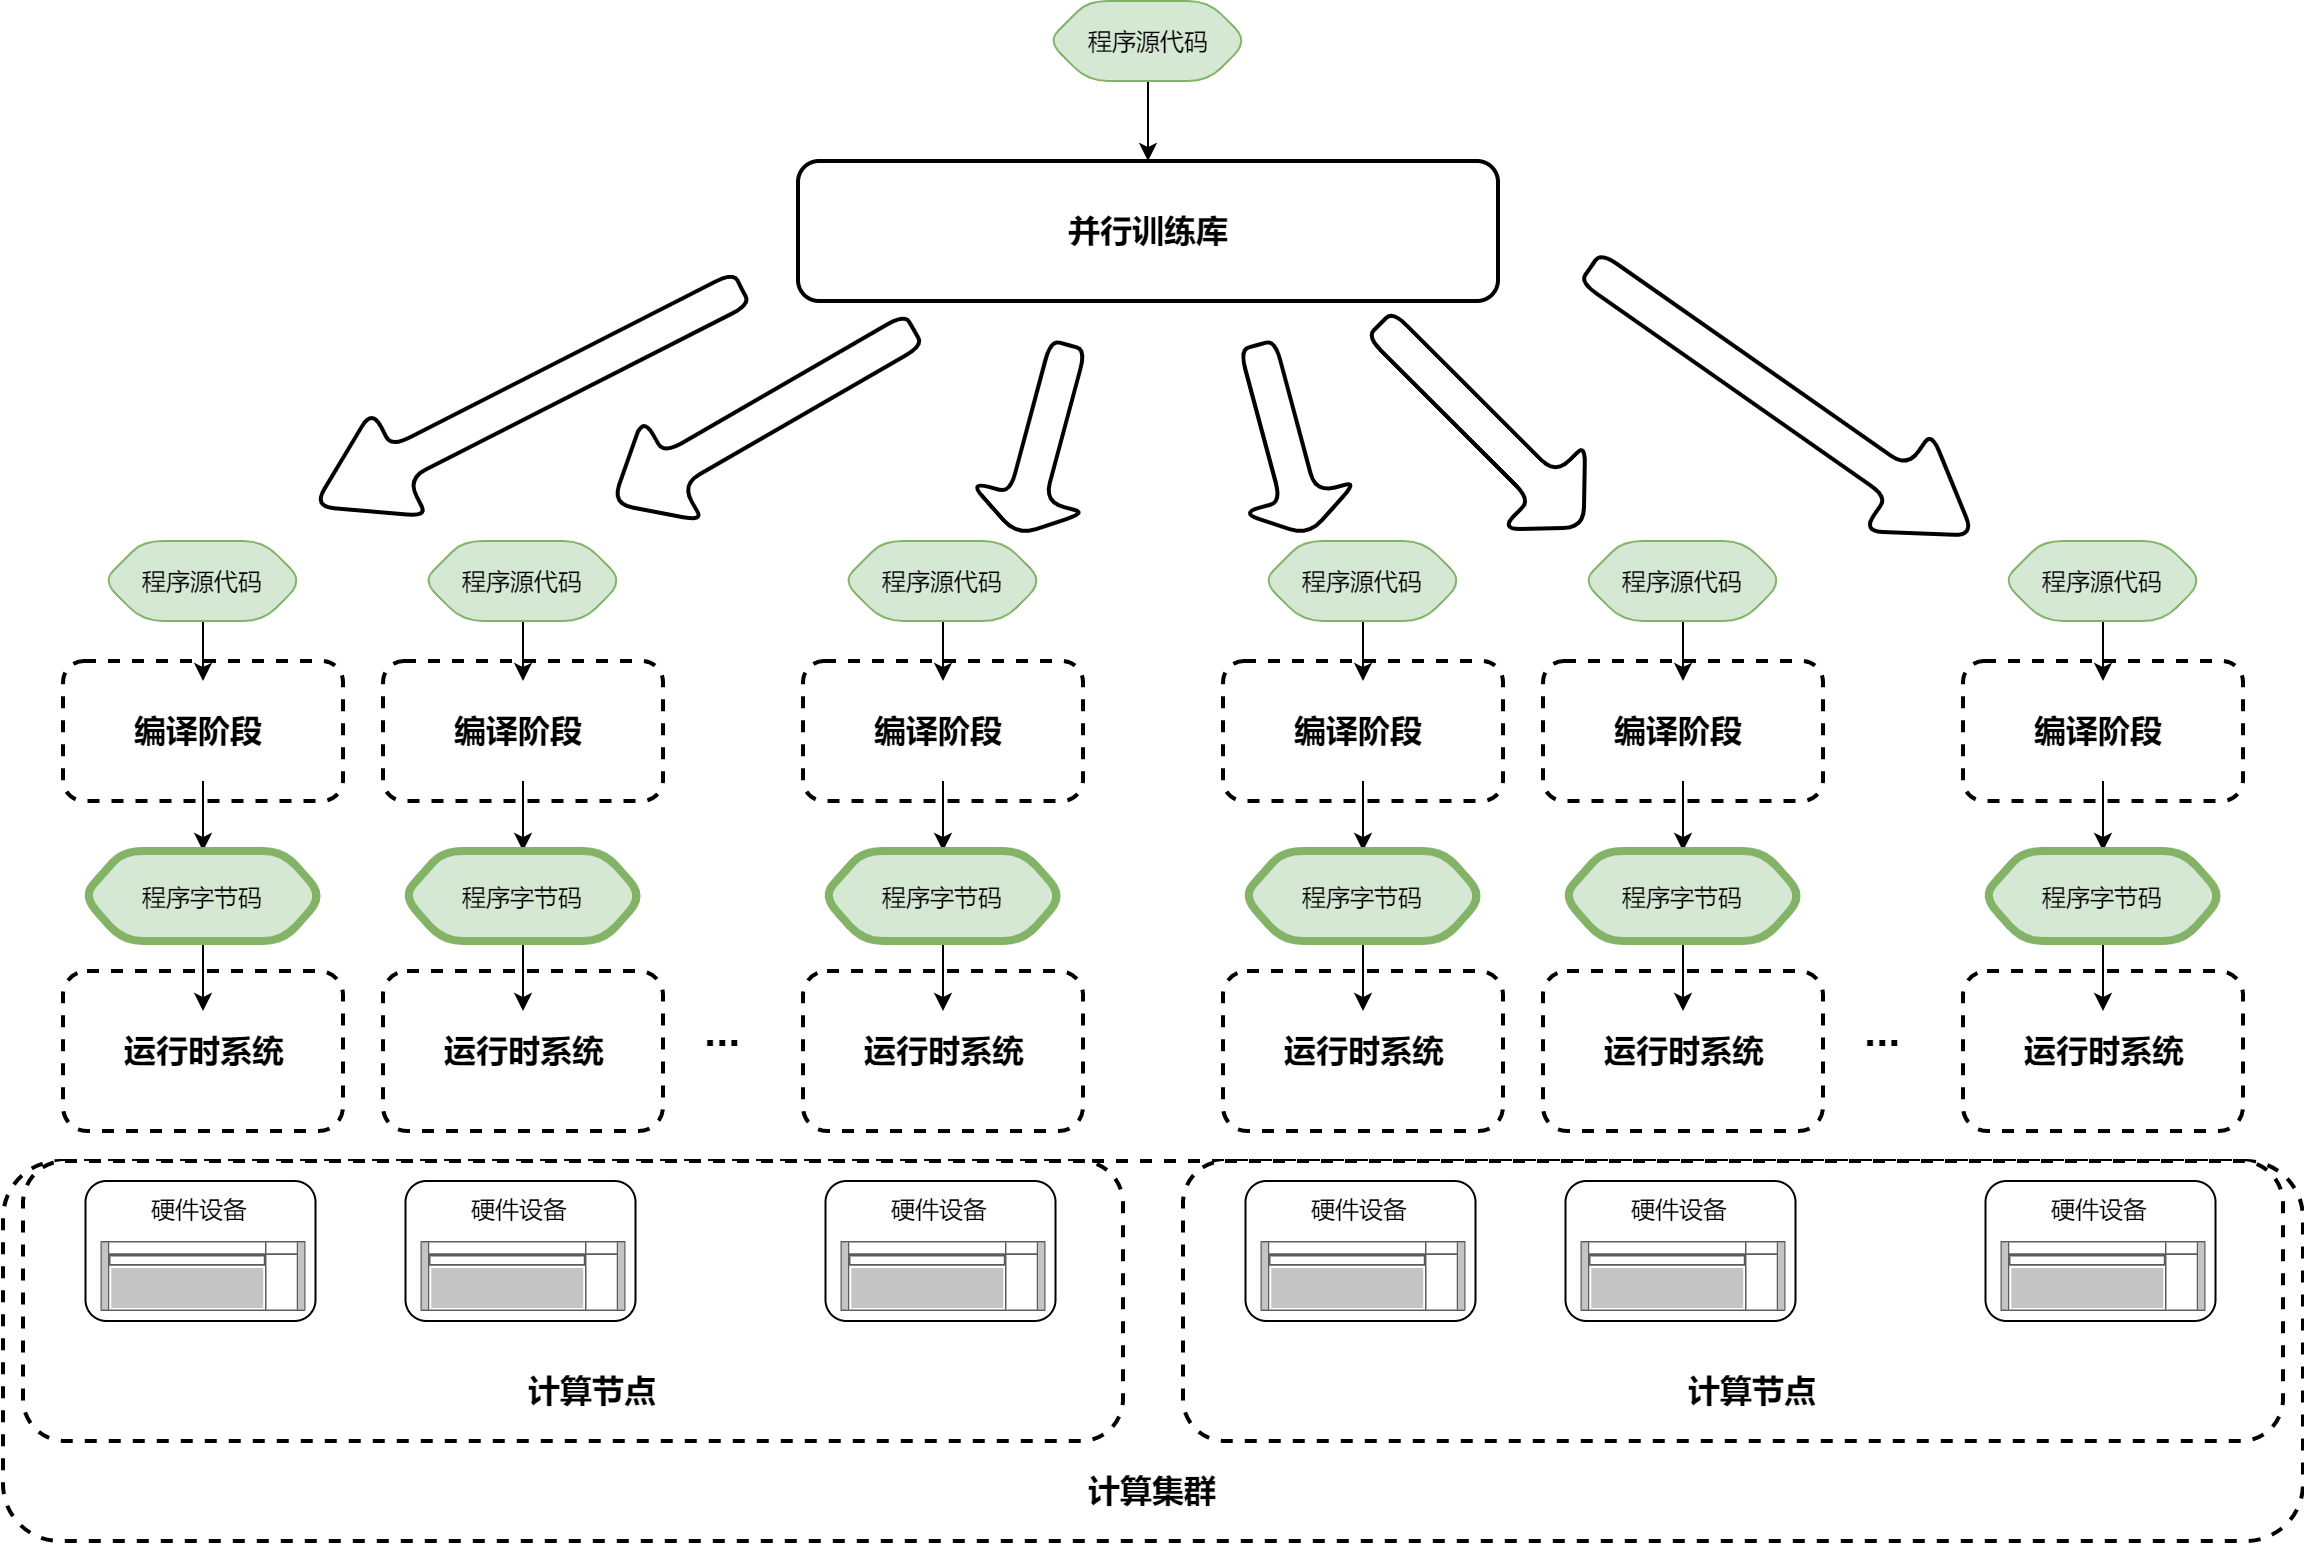 程序源代码
并行训练库
程序源代码
程序源代码
程序源代码
程序源代码
程序源代码
程序源代码
编译阶段
编译阶段
编译阶段
编译阶段
编译阶段
编译阶段
程序字节码
程序字节码
程序字节码
程序字节码
程序字节码
程序字节码
运行时系统
运行时系统
...
运行时系统
运行时系统
运行时系统
...
运行时系统
硬件设备
硬件设备
硬件设备
硬件设备
硬件设备
硬件设备
计算节点
计算节点
计算集群